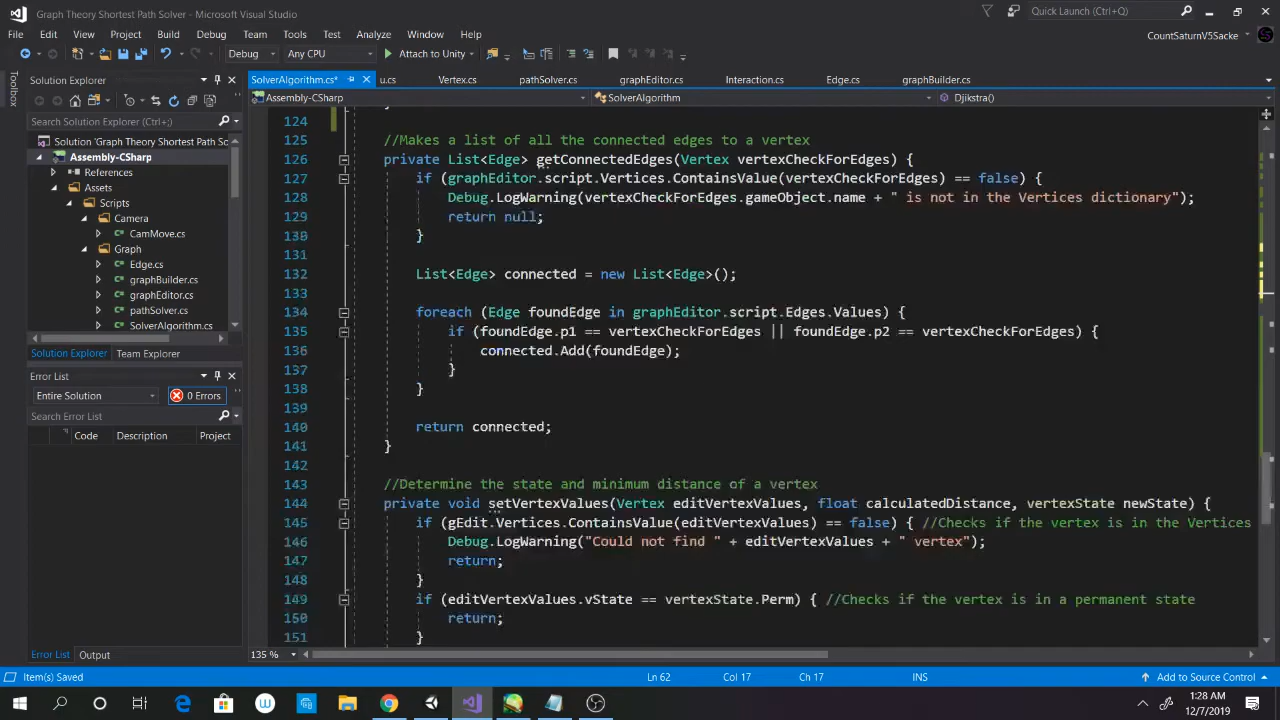 Graph Theory Shortest Path Solver - Microsoft Visual Studio
Quick Launch (Ctrl+Q)
File Edit View Project Build Debug Team Tools Test Analyze Window Help
CountSaturnV5Sacke
Debug Any CPU Attach to Unity
Toolbox
Solution Explorer
Search Solution Explorer (Ctrl+;)
Solution 'Graph Theory Shortest Path Sc
Assembly-CSharp
References
Assets
Scripts
Camera
CamMove.cs
Graph
Edge.cs
graphBuilder.cs
graphEditor.cs
pathSolver.cs
SolverAlgorithm.cs
Solution Explorer Team Explorer
Error List
Entire Solution 0 Errors
Search Error List
Code Description Project
Error List Output
SolverAlgorithm.cs* u.cs Vertex.cs pathSolver.cs graphEditor.cs Interaction.cs Edge.cs graphBuilder.cs
Assembly-CSharp SolverAlgorithm Djikstra()
124
125 //Makes a list of all the connected edges to a vertex
126 private List<Edge> getConnectedEdges(Vertex vertexCheckForEdges) {
127 if (graphEditor.script.Vertices.ContainsValue(vertexCheckForEdges) == false) {
128 Debug.LogWarning(vertexCheckForEdges.gameObject.name + " is not in the Vertices dictionary");
129 return null;
130 }
131
132 List<Edge> connected = new List<Edge>();
133
134 foreach (Edge foundEdge in graphEditor.script.Edges.Values) {
135 if (foundEdge.p1 == vertexCheckForEdges || foundEdge.p2 == vertexCheckForEdges) {
136 connected.Add(foundEdge);
137 }
138 }
139
140 return connected;
141 }
142
143 //Determine the state and minimum distance of a vertex
144 private void setVertexValues(Vertex editVertexValues, float calculatedDistance, vertexState newState) {
145 if (gEdit.Vertices.ContainsValue(editVertexValues) == false) { //Checks if the vertex is in the Vertices
146 Debug.LogWarning("Could not find " + editVertexValues + " vertex");
147 return;
148 }
149 if (editVertexValues.vState == vertexState.Perm) { //Checks if the vertex is in a permanent state
150 return;
151 }
135 %
Item(s) Saved Ln 62 Col 17 Ch 17 INS Add to Source Control
1:28 AM
12/7/2019